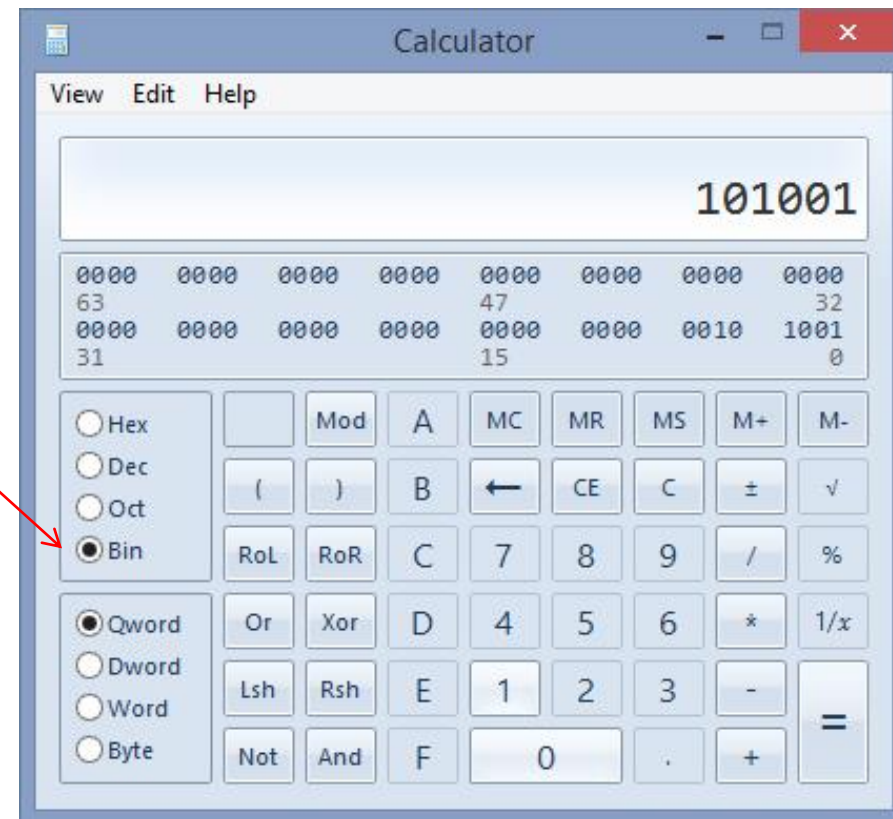 Calculator
View Edit Help
101001
0000 0000 0000 0000 0000 0000 0000 0000
63 47 32
0000 0000 0000 0000 0000 0000 0010 1001
31 15 0
Hex Mod A MC MR MS M+ M-
Dec
( ) B ← CE C ± √
Oct
Bin RoL RoR C 7 8 9 / %
Qword Or Xor D 4 5 6 * 1/x
Dword
Lsh Rsh E 1 2 3 - =
Word
Byte Not And F 0 . +